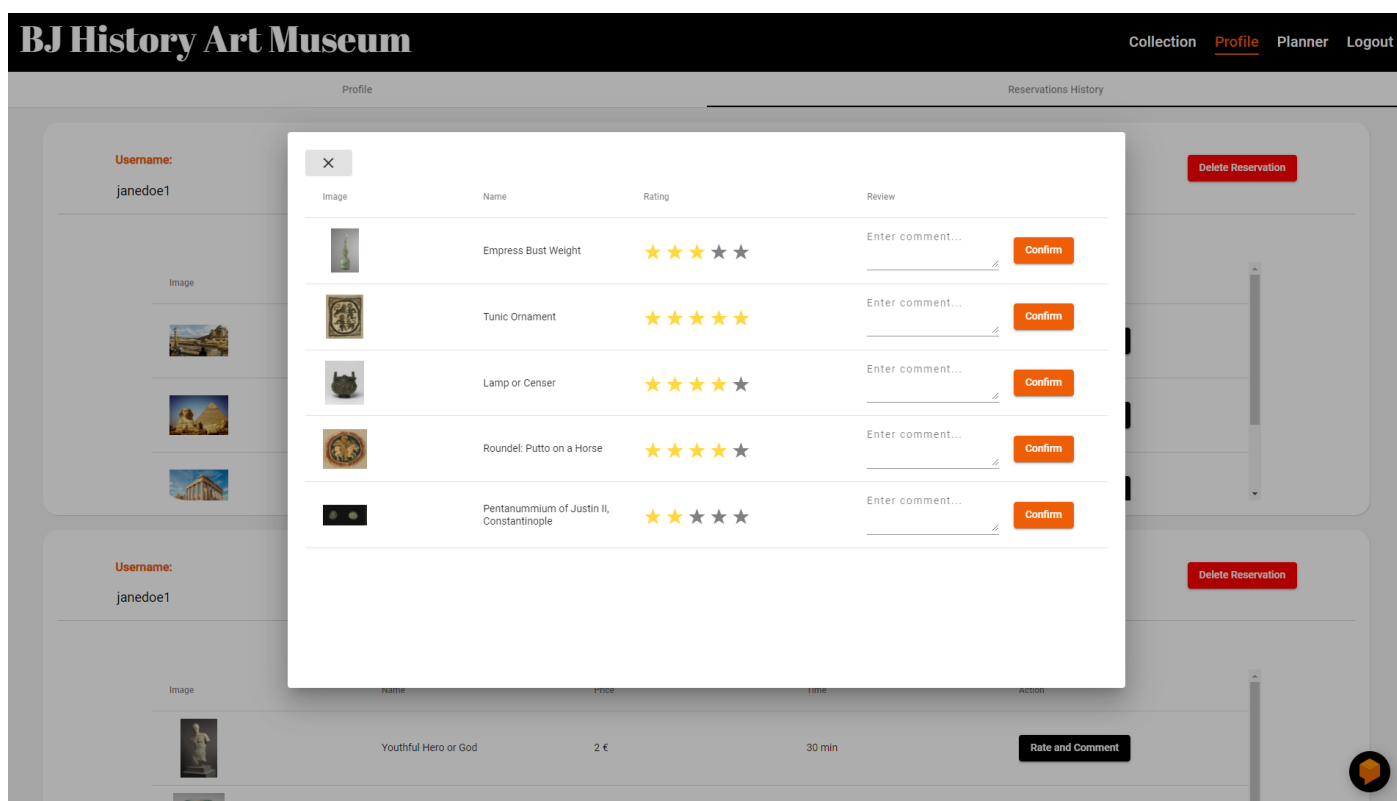 BJ History Art Museum
Collection Profile Planner Logout
Profile Reservations History
Username: Delete Reservation
janedoe1
Image
Image Name Rating Review
Empress Bust Weight Enter comment... Confirm
Tunic Ornament Enter comment... Confirm
Lamp or Censer Enter comment... Confirm
Roundel: Putto on a Horse Enter comment... Confirm
Pentanummium of Justin II,
Constantinople Enter comment... Confirm
Username: Delete Reservation
janedoe1
Image Name Price Time Action
Youthful Hero or God 2 € 30 min Rate and Comment